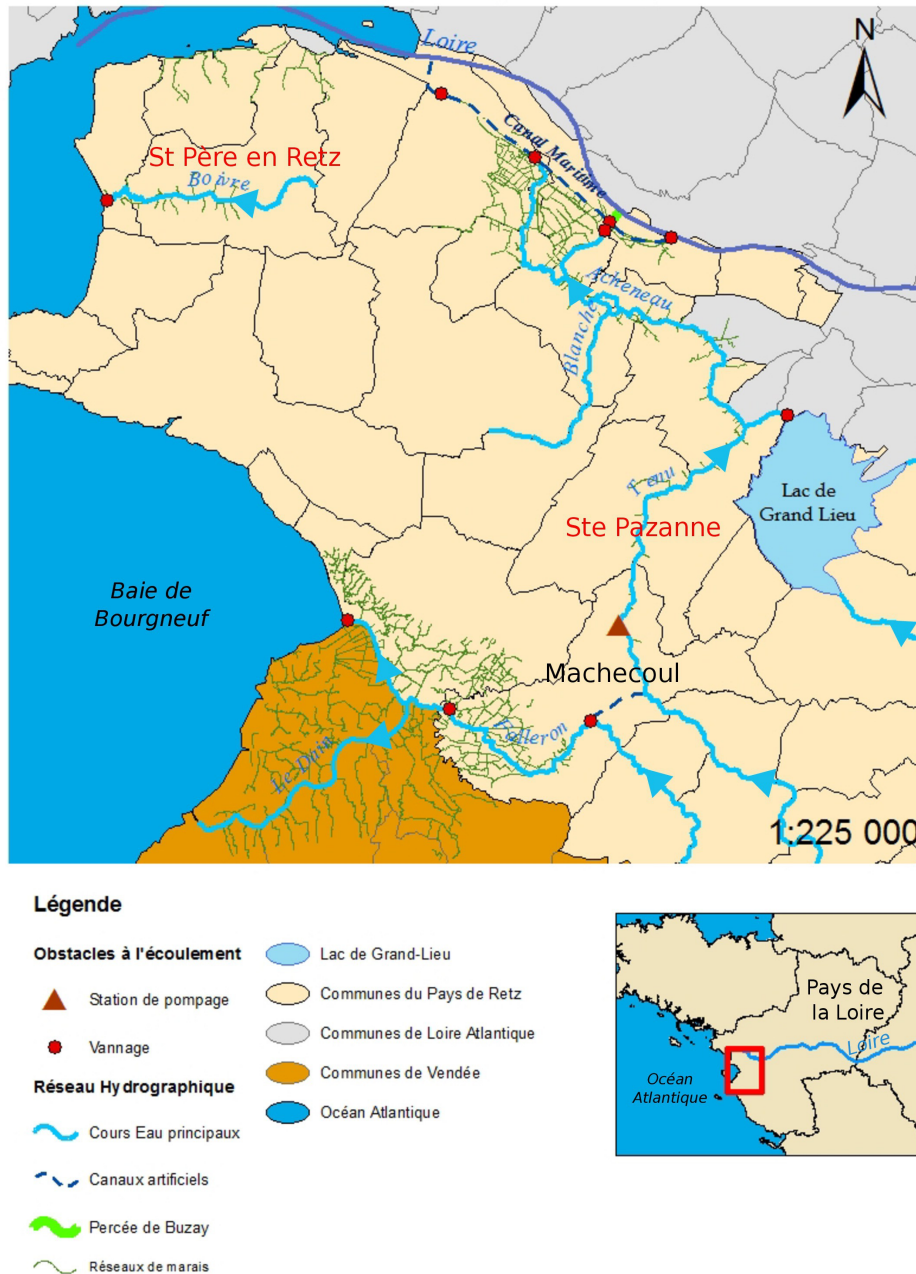 N
Loire
Canal Maritime
St Père en Retz
Boivre
Acheneau
Blanche
Tenu
Lac de
Grand Lieu
Ste Pazanne
Baie de
Bourgneuf
Machecoul
Falleron
Le Dain
1:225 000
Légende
Obstacles à l'écoulement
Station de pompage
Vannage
Réseau Hydrographique
Cours Eau principaux
Canaux artificiels
Percée de Buzay
Réseaux de marais
Lac de Grand-Lieu
Communes du Pays de Retz
Communes de Loire Atlantique
Communes de Vendée
Océan Atlantique
Pays de
la Loire
Loire
Océan
Atlantique